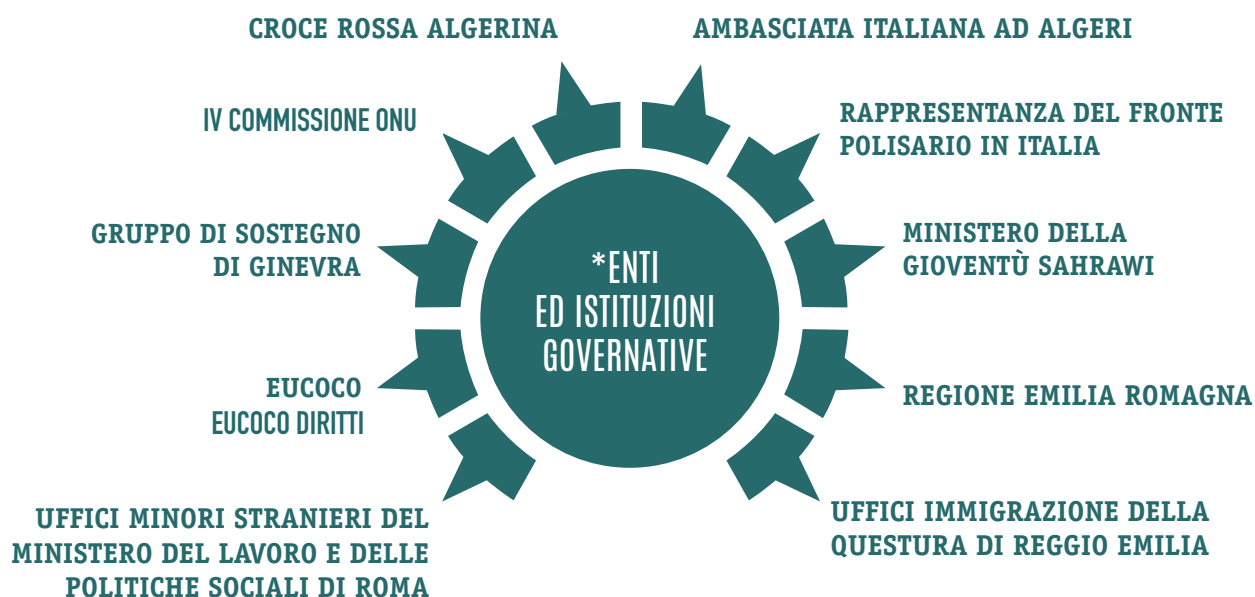 CROCE ROSSA ALGERINA
AMBASCIATA ITALIANA AD ALGERI
IV COMMISSIONE ONU
RAPPRESENTANZA DEL FRONTE
POLISARIO IN ITALIA
GRUPPO DI SOSTEGNO
DI GINEVRA
MINISTERO DELLA
GIOVENTÙ SAHRAWI
*ENTI
ED ISTITUZIONI
GOVERNATIVE
EUCOCO
EUCOCO DIRITTI
REGIONE EMILIA ROMAGNA
UFFICI MINORI STRANIERI DEL
MINISTERO DEL LAVORO E DELLE
POLITICHE SOCIALI DI ROMA
UFFICI IMMIGRAZIONE DELLA
QUESTURA DI REGGIO EMILIA